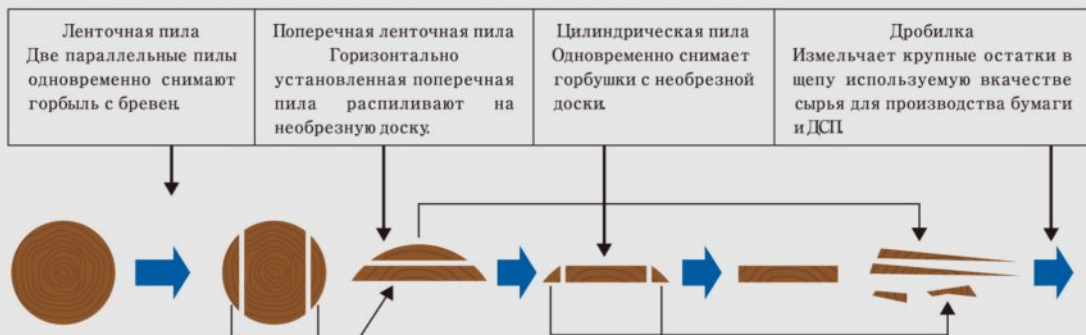 Ленточная пила
Две параллельные пилы
одновременно снимают
горбыль с бревен.
Поперечная ленточная пила
Горизонтально
установленная поперечная
пила распиливают на
необрезную доску.
Цилиндрическая пила
Одновременно снимает
горбушки с необрезной
доски.
Дробилка
Измельчает крупные остатки в
щепу используемую вкачестве
сырья для производства бумаги
и ДСП.